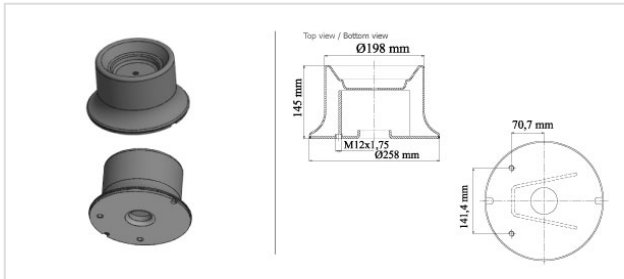 Top view / Bottom view
Ø198 mm
145 mm
M12x1,75
Ø258 mm
70,7 mm
141,4 mm